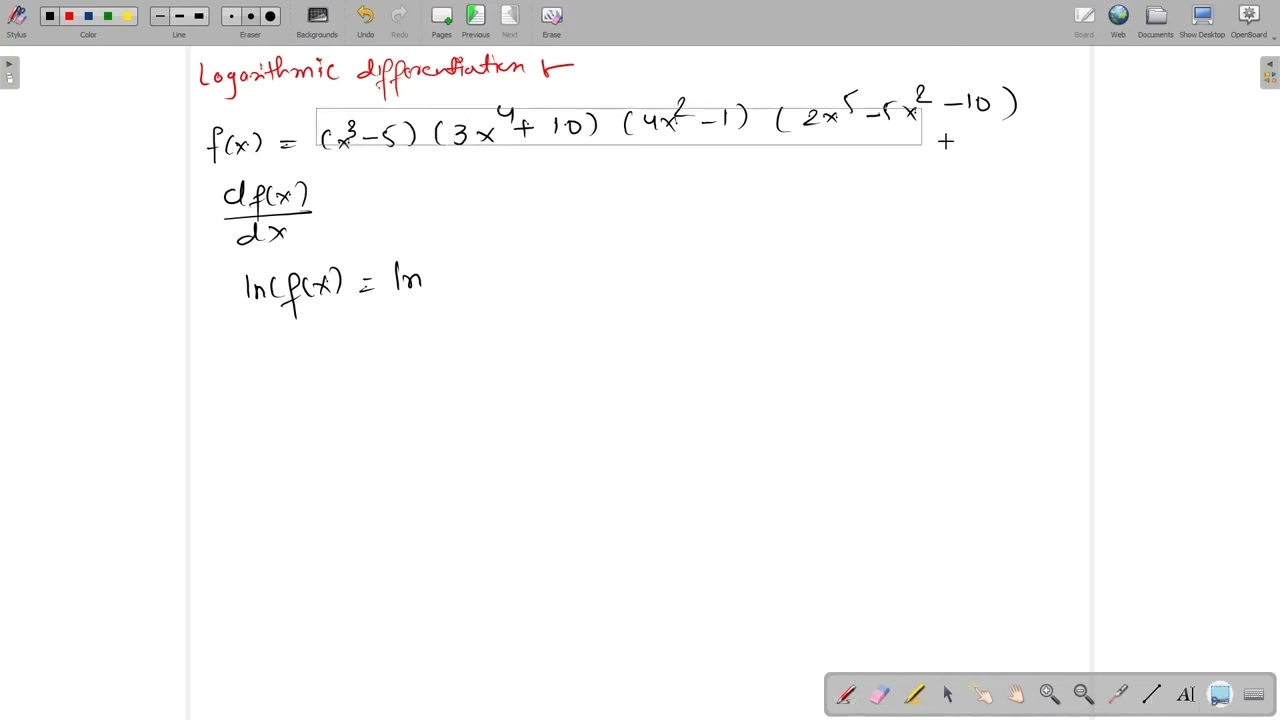 Stylus Color Line Eraser Backgrounds Undo Redo Pages Previous Next Erase Board Web Documents Show Desktop OpenBoard
Logarithmic differentiation
f(x) = (x³-5) (3x⁴+10) (4x²-1) (2x⁵-5x²-10)
df(x)
dx
ln(f(x) = ln
AI